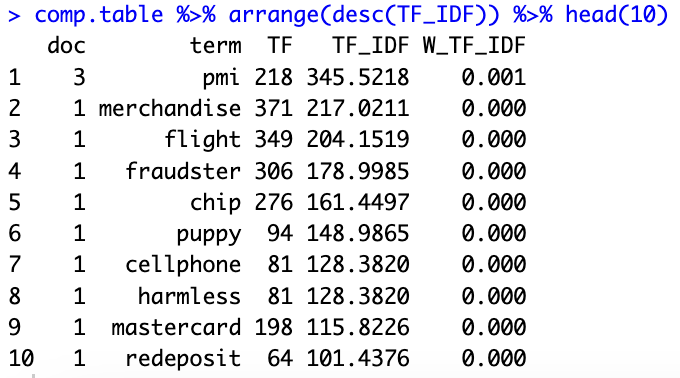 > comp.table %>% arrange(desc(TF_IDF)) %>% head(10)
doc term TF TF_IDF W_TF_IDF
1 3 pmi 218 345.5218 0.001
2 1 merchandise 371 217.0211 0.000
3 1 flight 349 204.1519 0.000
4 1 fraudster 306 178.9985 0.000
5 1 chip 276 161.4497 0.000
6 1 puppy 94 148.9865 0.000
7 1 cellphone 81 128.3820 0.000
8 1 harmless 81 128.3820 0.000
9 1 mastercard 198 115.8226 0.000
10 1 redeposit 64 101.4376 0.000